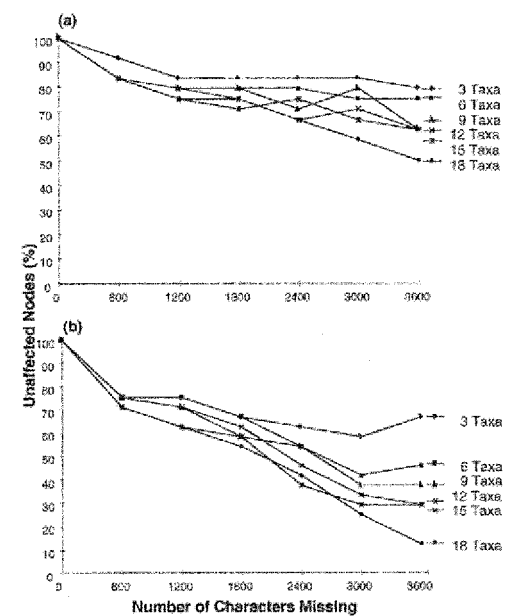 (a)
100
90
80
70
60
50
40
30
20
10
0
0 600 1200 1800 2400 3000 3600
3 Taxa
6 Taxa
9 Taxa
12 Taxa
15 Taxa
18 Taxa
Unaffected Nodes (%)
(b)
100
90
80
70
60
50
40
30
20
10
0
0 600 1200 1800 2400 3000 3600
3 Taxa
6 Taxa
9 Taxa
12 Taxa
15 Taxa
18 Taxa
Number of Characters Missing